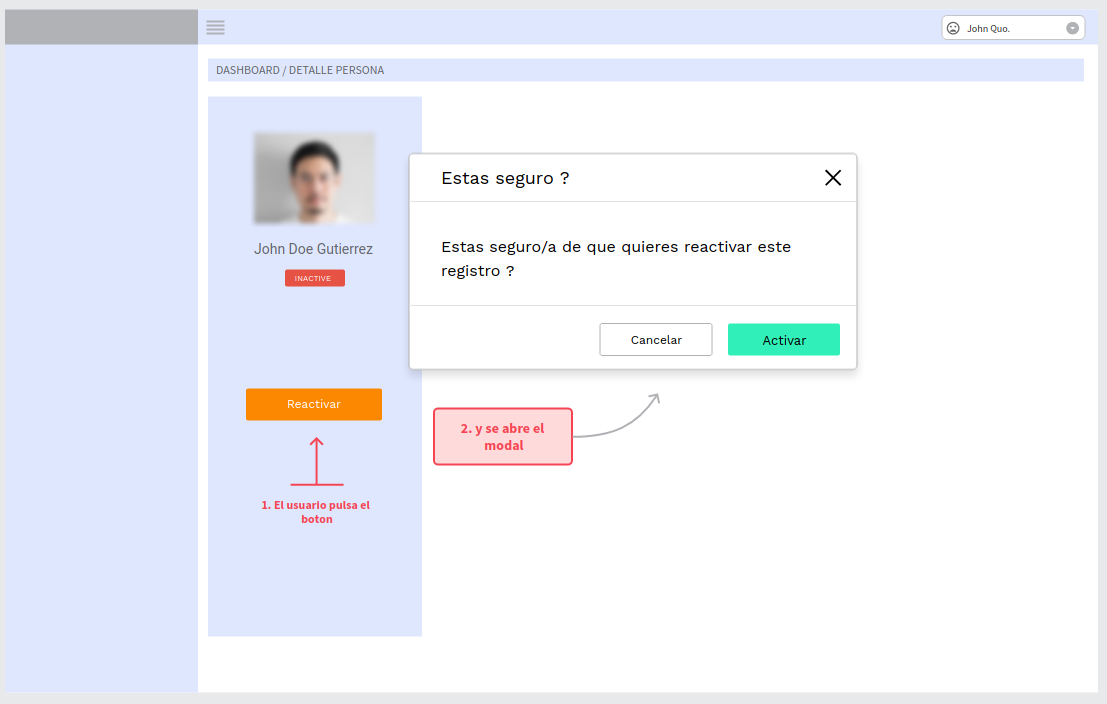 John Quo.
DASHBOARD / DETALLE PERSONA
John Doe Gutierrez
INACTIVE
Reactivar
1. El usuario pulsa el
boton
Estas seguro ?
Estas seguro/a de que quieres reactivar este
registro ?
Cancelar
Activar
2. y se abre el
modal